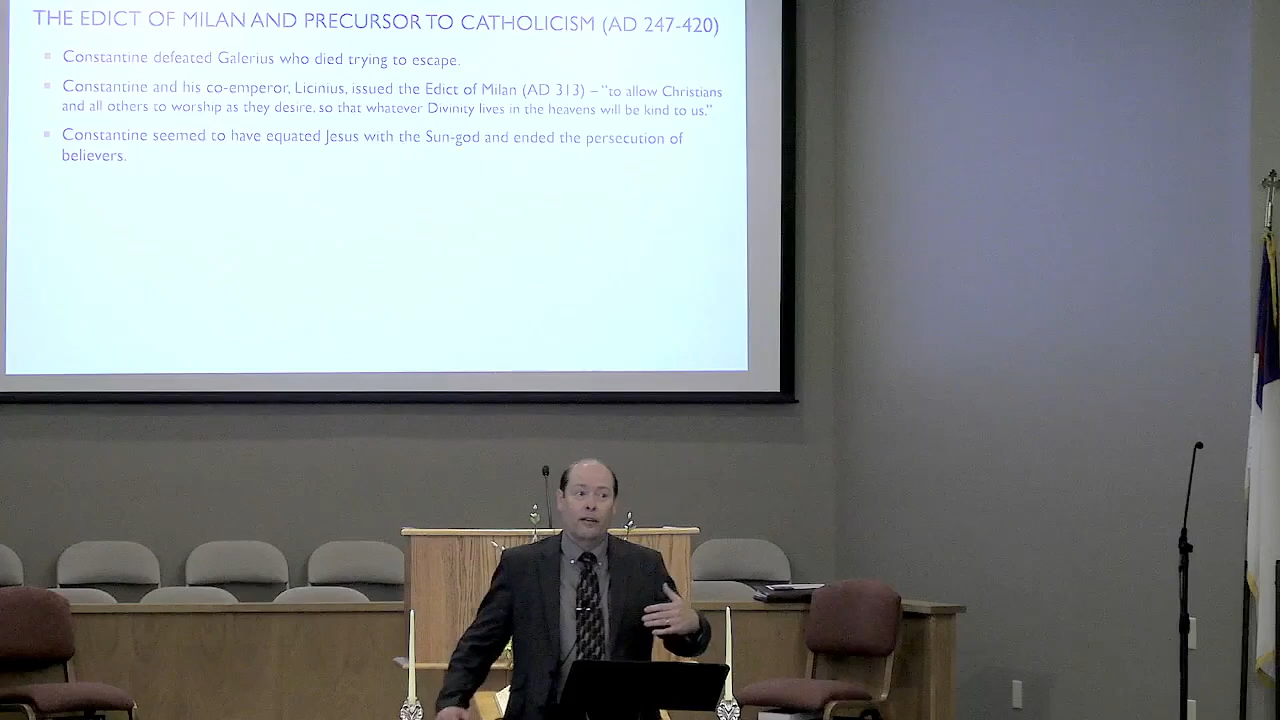 THE EDICT OF MILAN AND PRECURSOR TO CATHOLICISM (AD 247-420)
Constantine defeated Galerius who died trying to escape.
Constantine and his co-emperor, Licinius, issued the Edict of Milan (AD 313) – "to allow Christians
and all others to worship as they desire, so that whatever Divinity lives in the heavens will be kind to us."
Constantine seemed to have equated Jesus with the Sun-god and ended the persecution of
believers.